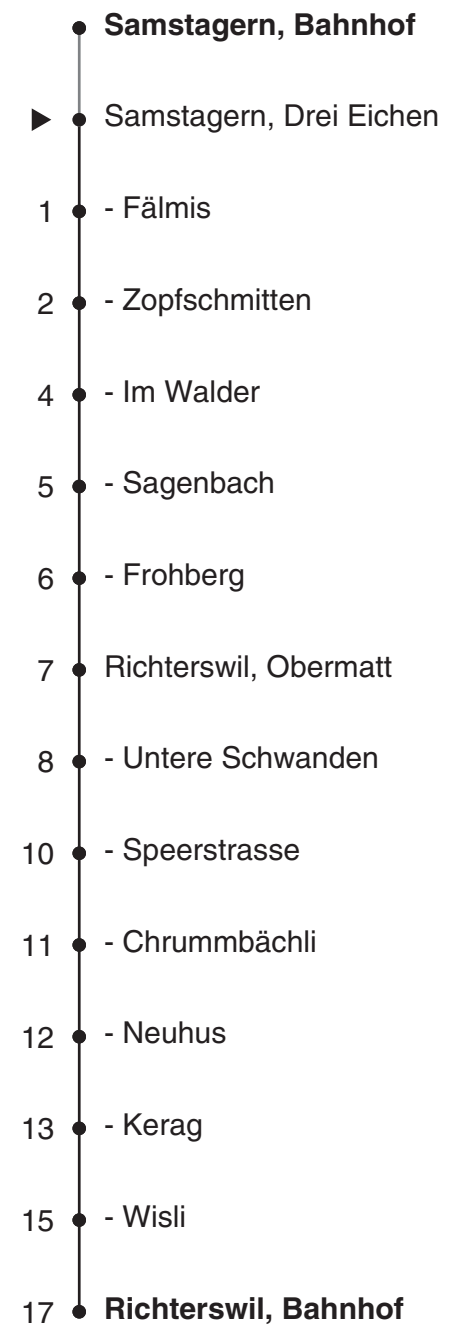 Samstagern, Bahnhof
Samstagern, Drei Eichen
1 - Fälmis
2 - Zopfschmitten
4 - Im Walder
5 - Sagenbach
6 - Frohberg
7 Richterswil, Obermatt
8 - Untere Schwanden
10 - Speerstrasse
11 - Chrummbächli
12 - Neuhus
13 - Kerag
15 - Wisli
17 Richterswil, Bahnhof